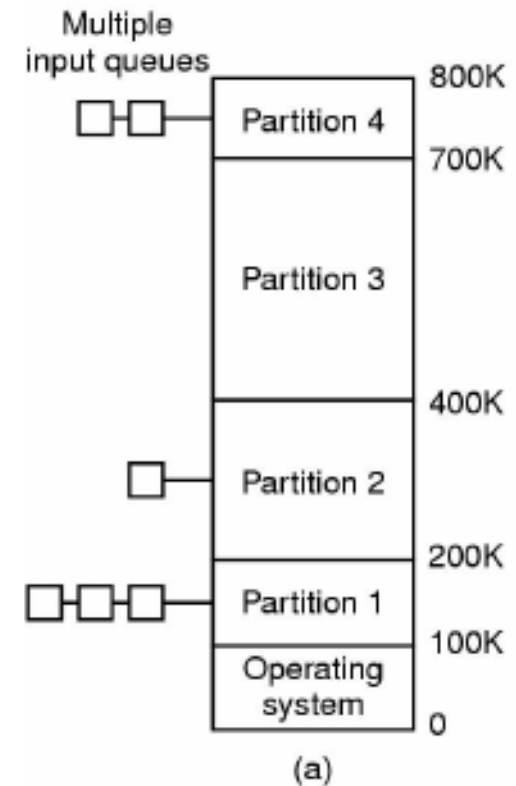 Multiple
input queues
800K
Partition 4
700K
Partition 3
400K
Partition 2
200K
Partition 1
100K
Operating
system
0
(a)